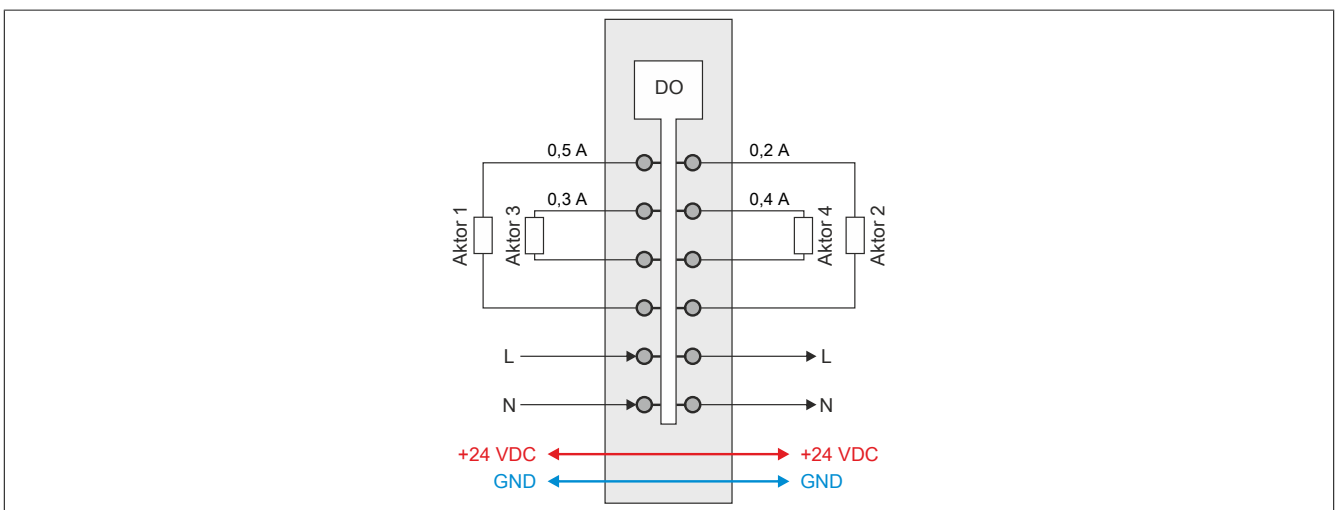 DO
0,5 A
0,2 A
0,3 A
0,4 A
Aktor 1
Aktor 3
Aktor 4
Aktor 2
L
L
N
N
+24 VDC
+24 VDC
GND
GND